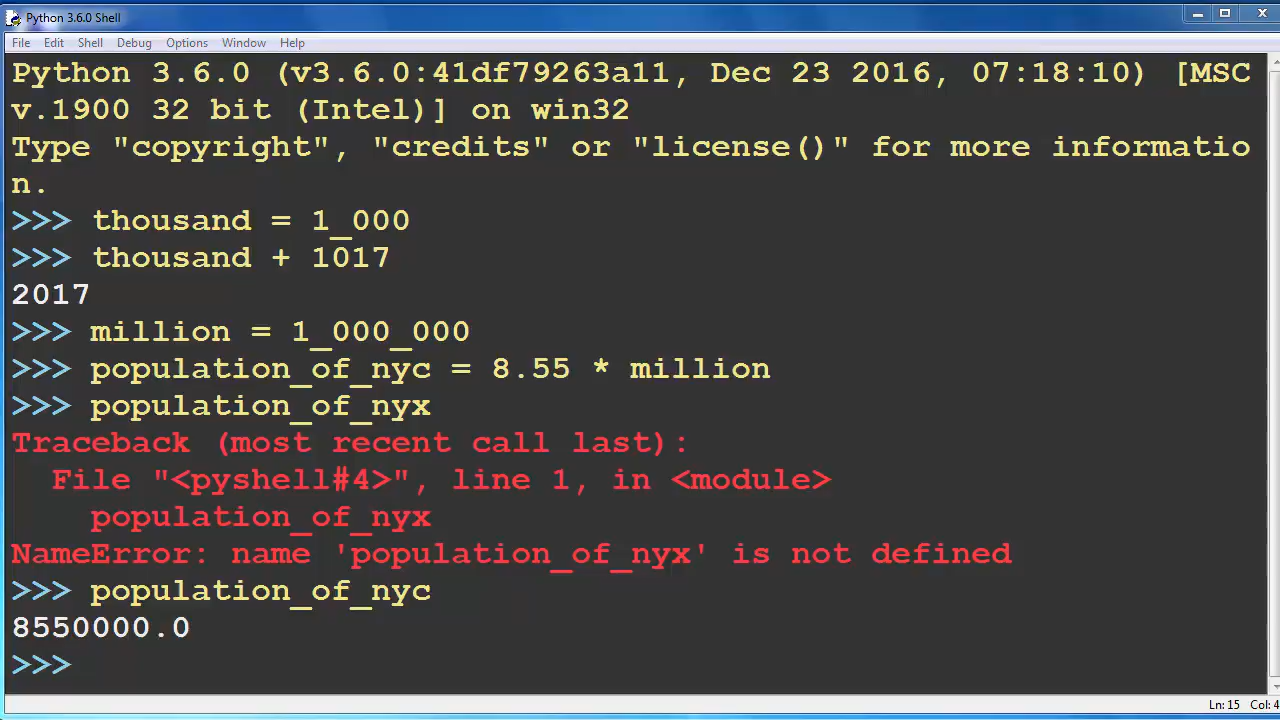 Python 3.6.0 Shell
File Edit Shell Debug Options Window Help
Python 3.6.0 (v3.6.0:41df79263a11, Dec 23 2016, 07:18:10) [MSC
v.1900 32 bit (Intel)] on win32
Type "copyright", "credits" or "license()" for more informatio
n.
>>> thousand = 1_000
>>> thousand + 1017
2017
>>> million = 1_000_000
>>> population_of_nyc = 8.55 * million
>>> population_of_nyx
Traceback (most recent call last):
  File "<pyshell#4>", line 1, in <module>
    population_of_nyx
NameError: name 'population_of_nyx' is not defined
>>> population_of_nyc
8550000.0
>>>
Ln: 15 Col: 4